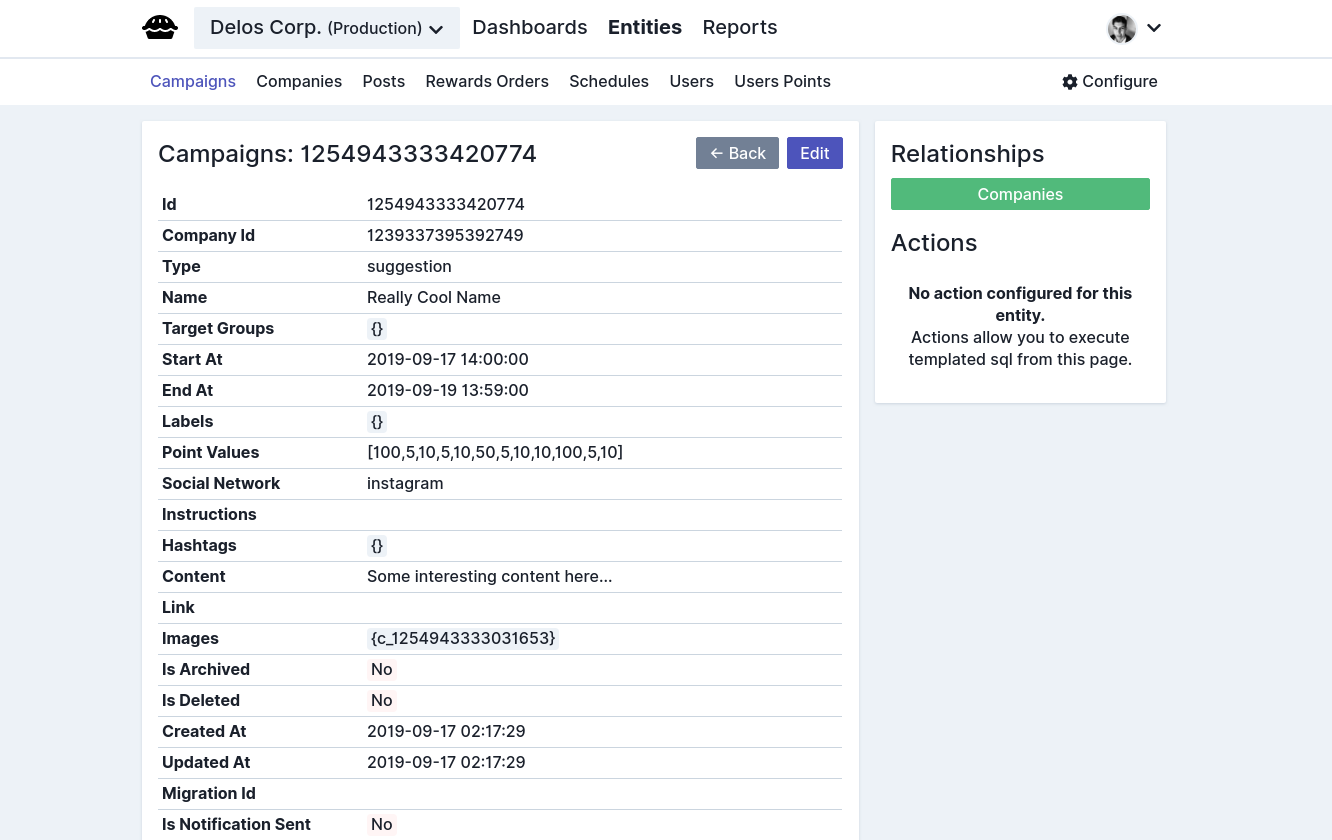 Delos Corp. (Production) Dashboards Entities Reports
Campaigns Companies Posts Rewards Orders Schedules Users Users Points Configure
Campaigns: 1254943333420774 ← Back Edit
Id 1254943333420774
Company Id 1239337395392749
Type suggestion
Name Really Cool Name
Target Groups {}
Start At 2019-09-17 14:00:00
End At 2019-09-19 13:59:00
Labels {}
Point Values [100,5,10,5,10,50,5,10,10,100,5,10]
Social Network instagram
Instructions
Hashtags {}
Content Some interesting content here...
Link
Images {c_1254943333031653}
Is Archived No
Is Deleted No
Created At 2019-09-17 02:17:29
Updated At 2019-09-17 02:17:29
Migration Id
Is Notification Sent No
Relationships
Companies
Actions
No action configured for this
entity.
Actions allow you to execute
templated sql from this page.